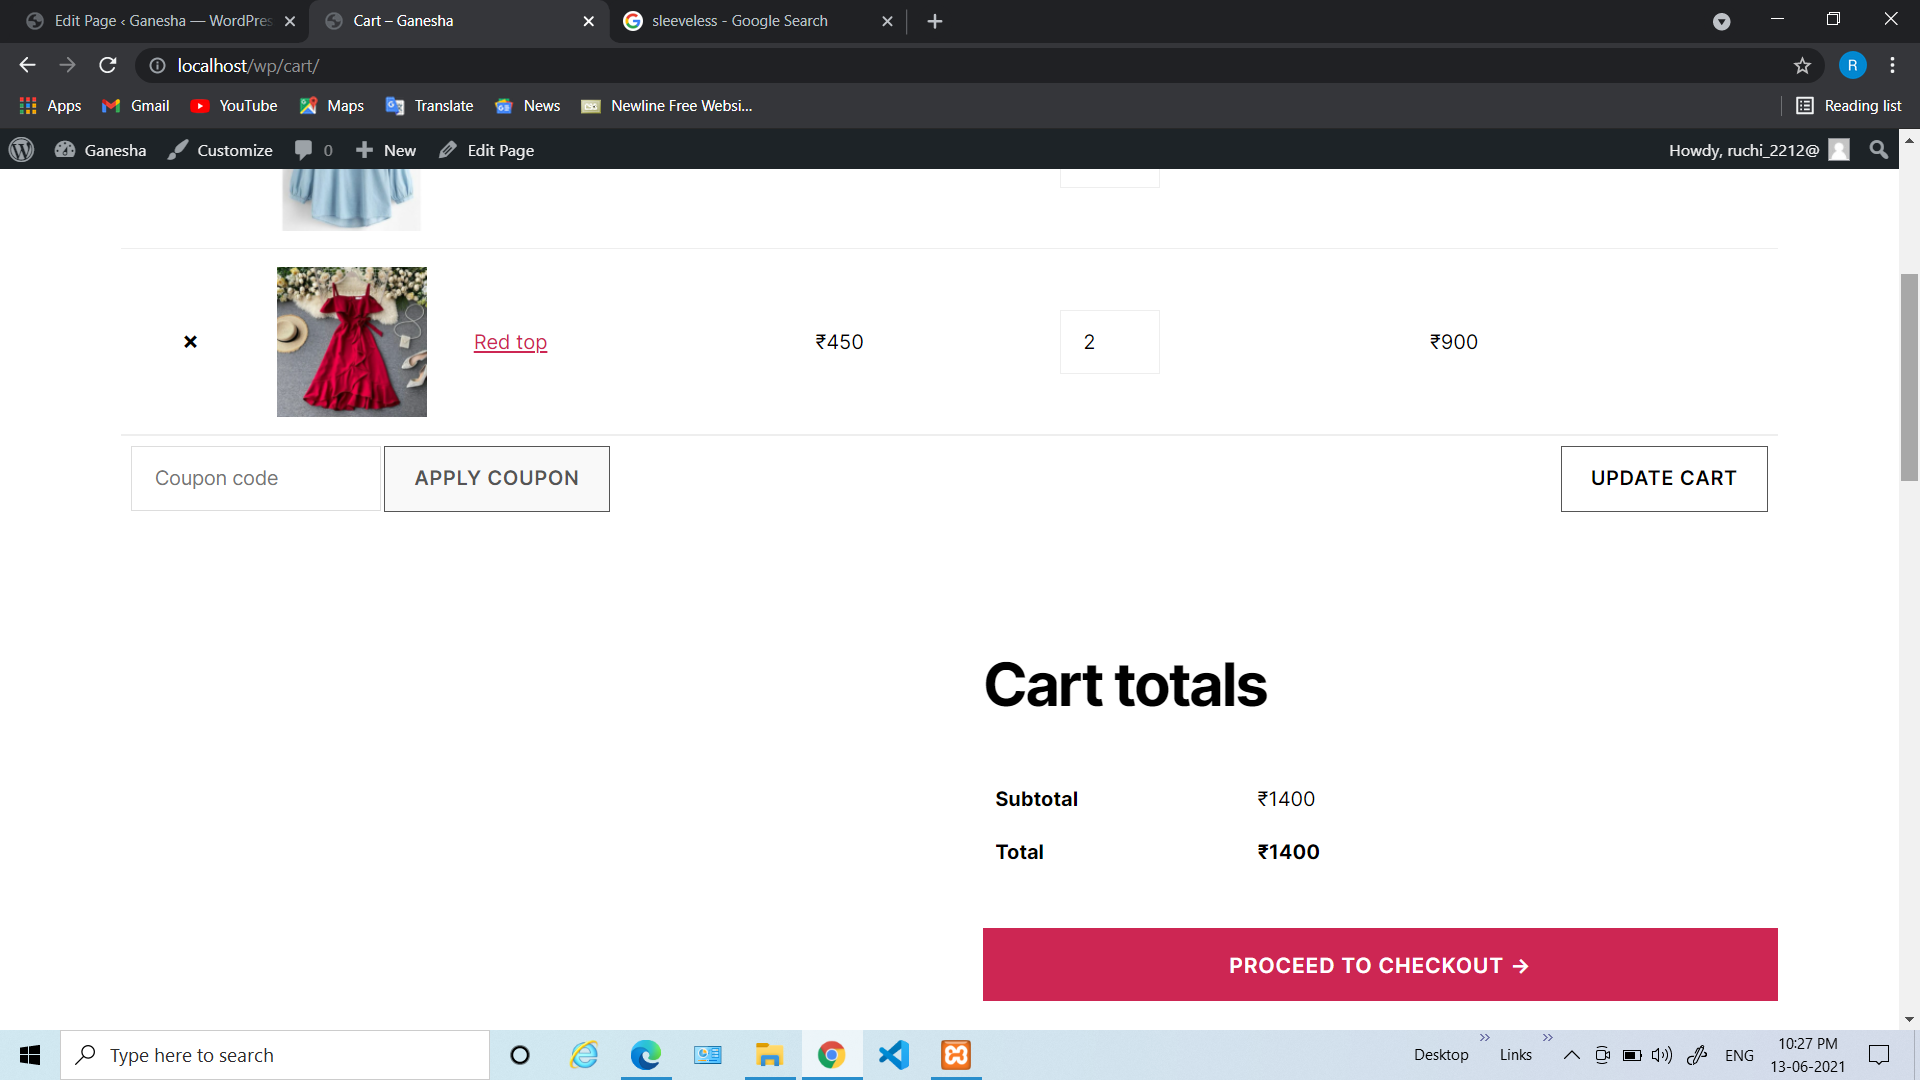 Edit Page ‹ Ganesha — WordPres
Cart – Ganesha
sleeveless - Google Search
localhost/wp/cart/
R
Apps
Gmail
YouTube
Maps
Translate
News
Newline Free Websi...
Reading list
Ganesha
Customize
0
New
Edit Page
Howdy, ruchi_2212@
×
Red top
₹450
2
₹900
Coupon code
APPLY COUPON
UPDATE CART
Cart totals
Subtotal
₹1400
Total
₹1400
PROCEED TO CHECKOUT →
Type here to search
Desktop
Links
ENG
10:27 PM
13-06-2021